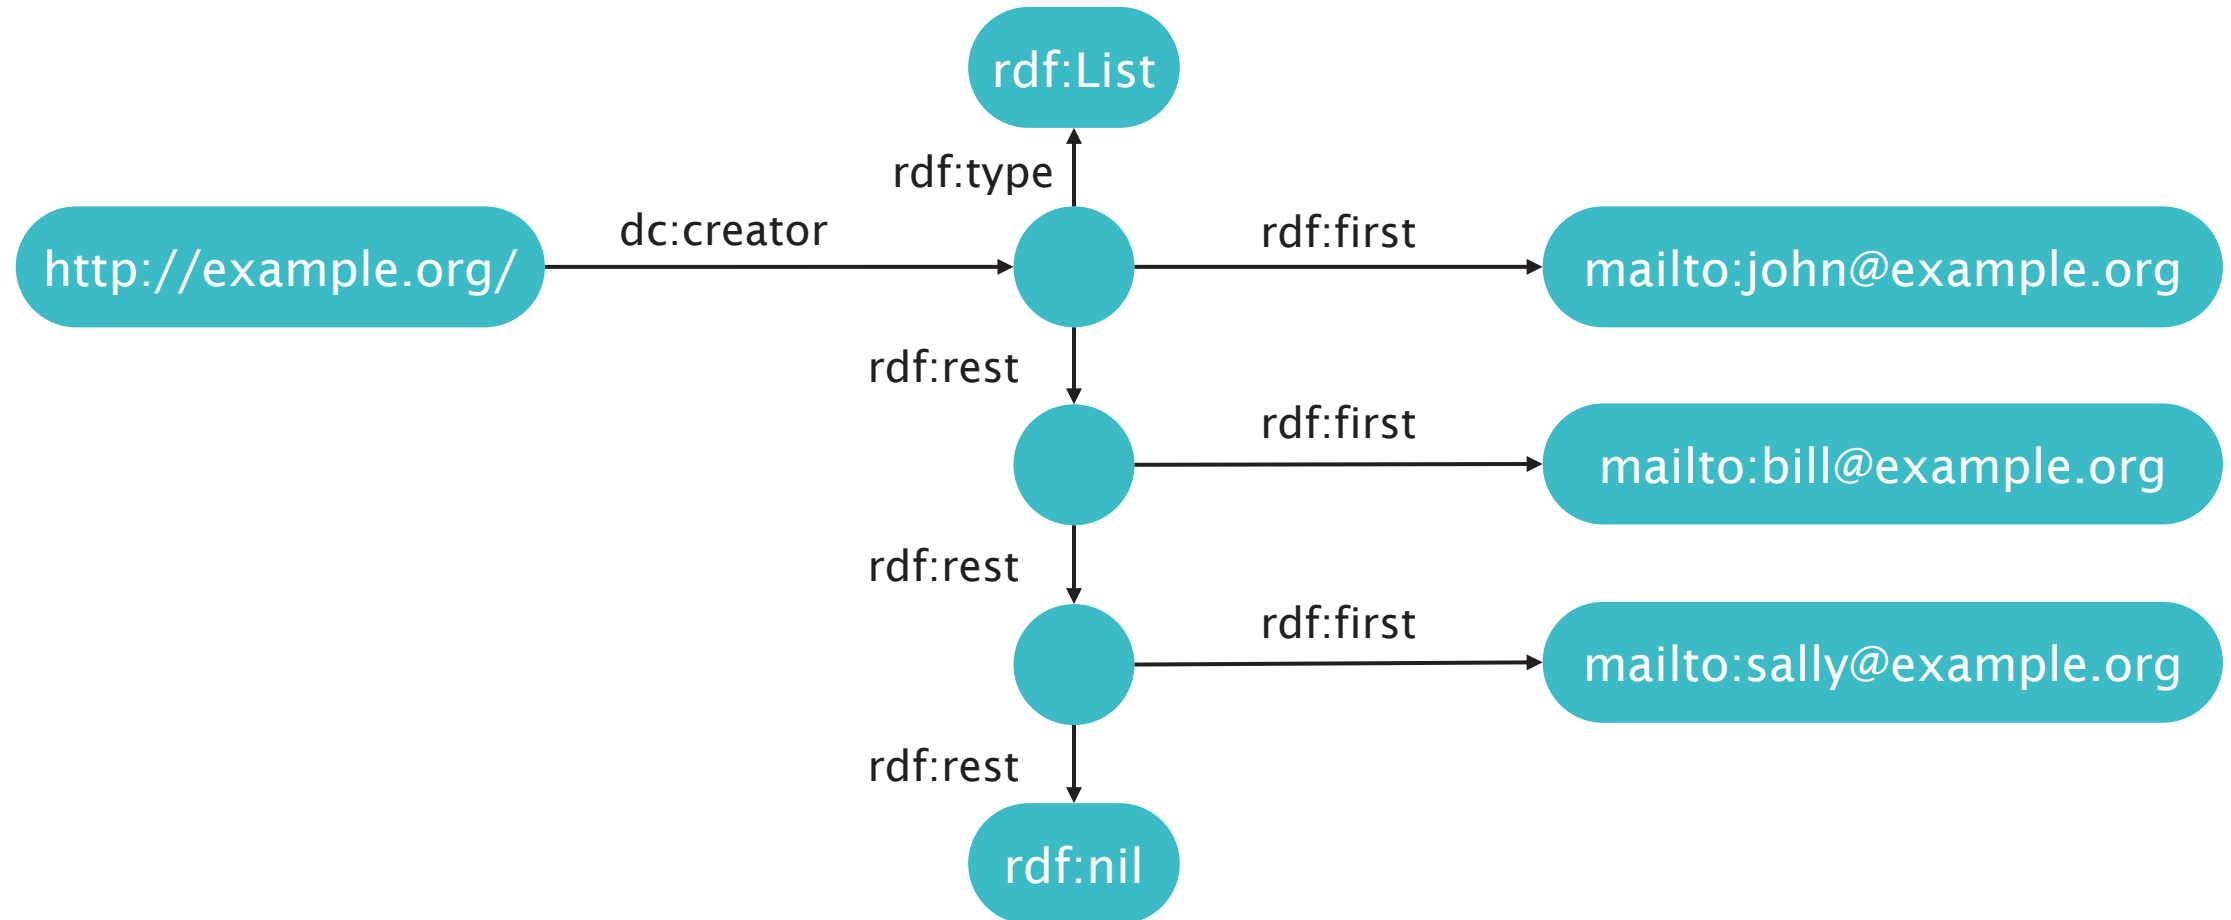 rdf:List
rdf:type
dc:creator
rdf:first
http://example.org/
mailto:john@example.org
rdf:rest
rdf:first
mailto:bill@example.org
rdf:rest
rdf:first
mailto:sally@example.org
rdf:rest
rdf:nil